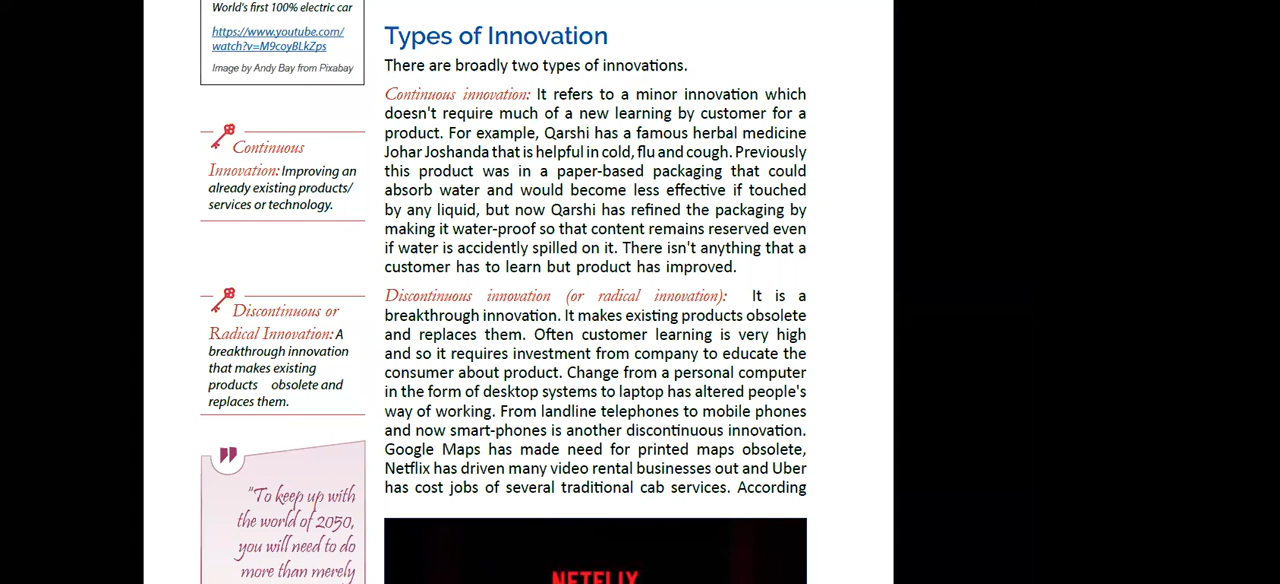 World's first 100% electric car
https://www.youtube.com/
watch?v=M9coyBLkZps
Image by Andy Bay from Pixabay
Continuous
Innovation: Improving an
already existing products/
services or technology.
Discontinuous or
Radical Innovation: A
breakthrough innovation
that makes existing
products obsolete and
replaces them.
"To keep up with
the world of 2050,
you will need to do
more than merely
Types of Innovation
There are broadly two types of innovations.
Continuous innovation: It refers to a minor innovation which
doesn't require much of a new learning by customer for a
product. For example, Qarshi has a famous herbal medicine
Johar Joshanda that is helpful in cold, flu and cough. Previously
this product was in a paper-based packaging that could
absorb water and would become less effective if touched
by any liquid, but now Qarshi has refined the packaging by
making it water-proof so that content remains reserved even
if water is accidently spilled on it. There isn't anything that a
customer has to learn but product has improved.
Discontinuous innovation (or radical innovation): It is a
breakthrough innovation. It makes existing products obsolete
and replaces them. Often customer learning is very high
and so it requires investment from company to educate the
consumer about product. Change from a personal computer
in the form of desktop systems to laptop has altered people's
way of working. From landline telephones to mobile phones
and now smart-phones is another discontinuous innovation.
Google Maps has made need for printed maps obsolete,
Netflix has driven many video rental businesses out and Uber
has cost jobs of several traditional cab services. According
NETFLIX